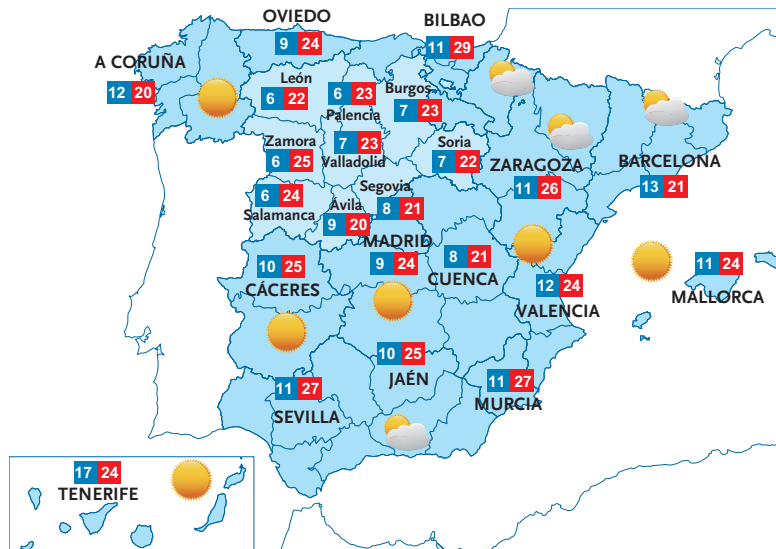 OVIEDO
9 24
BILBAO
11 29
A CORUÑA
12 20
León
6 22
6 23
Palencia
Burgos
7 23
Zamora
6 25
7 23
Valladolid
Soria
7 22
ZARAGOZA
11 26
BARCELONA
13 21
6 24
Salamanca
Ávila
9 20
Segovia
8 21
MADRID
9 24
8 21
CUENCA
10 25
CÁCERES
12 24
VALENCIA
11 24
MALLORCA
10 25
JAÉN
11 27
SEVILLA
11 27
MURCIA
17 24
TENERIFE